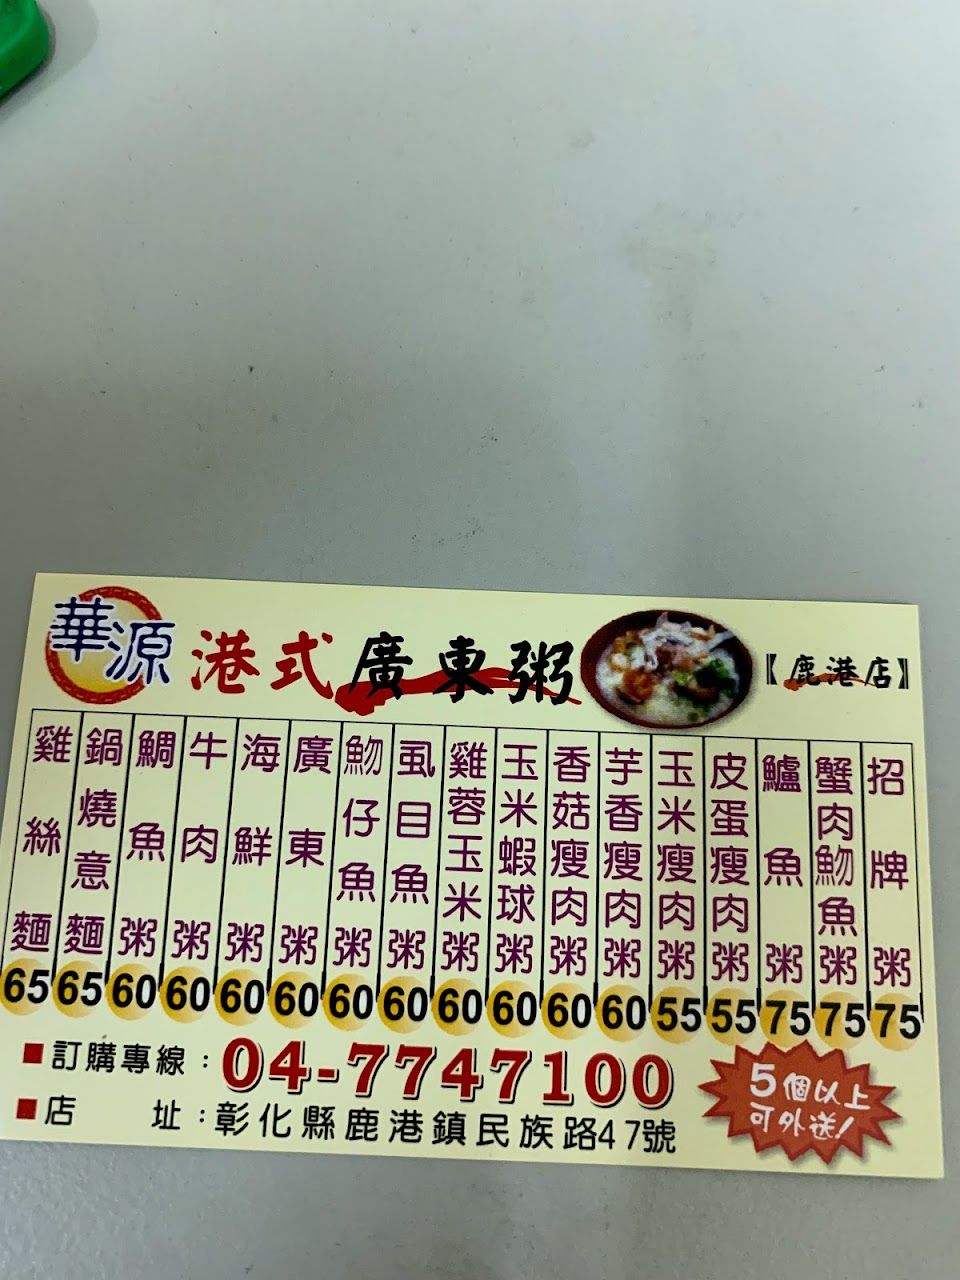 華源 港式廣東粥 【鹿港店】
招牌粥 75
蟹肉魩魚粥 75
鱸魚粥 75
皮蛋瘦肉粥 55
玉米瘦肉粥 55
芋香瘦肉粥 60
香菇瘦肉粥 60
玉米蝦球粥 60
雞蓉玉米粥 60
虱目魚粥 60
魩仔魚粥 60
廣東粥 60
海鮮粥 60
牛肉粥 60
鯛魚粥 60
鍋燒意麵 65
雞絲麵 65
訂購專線：04-7747100
店址：彰化縣鹿港鎮民族路47號
5個以上
可外送！